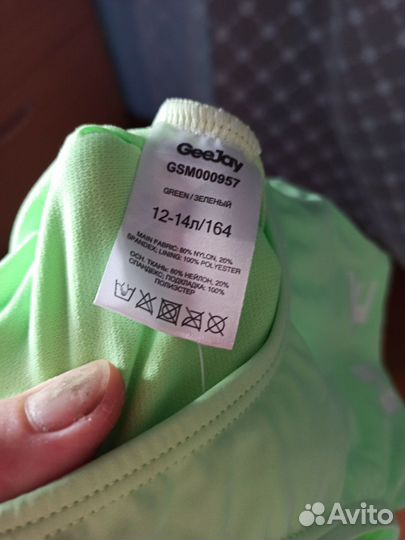 GeeJay
GSM000957
GREEN/ЗЕЛЕНЫЙ
12-14л/164
MAIN FABRIC: 80% NYLON, 20%
SPANDEX; LINING: 100% POLYESTER
ОСН. ТКАНЬ: 80% НЕЙЛОН, 20%
СПАНДЕКС; ПОДКЛАДКА: 100%
ПОЛИЭСТЕР
Avito